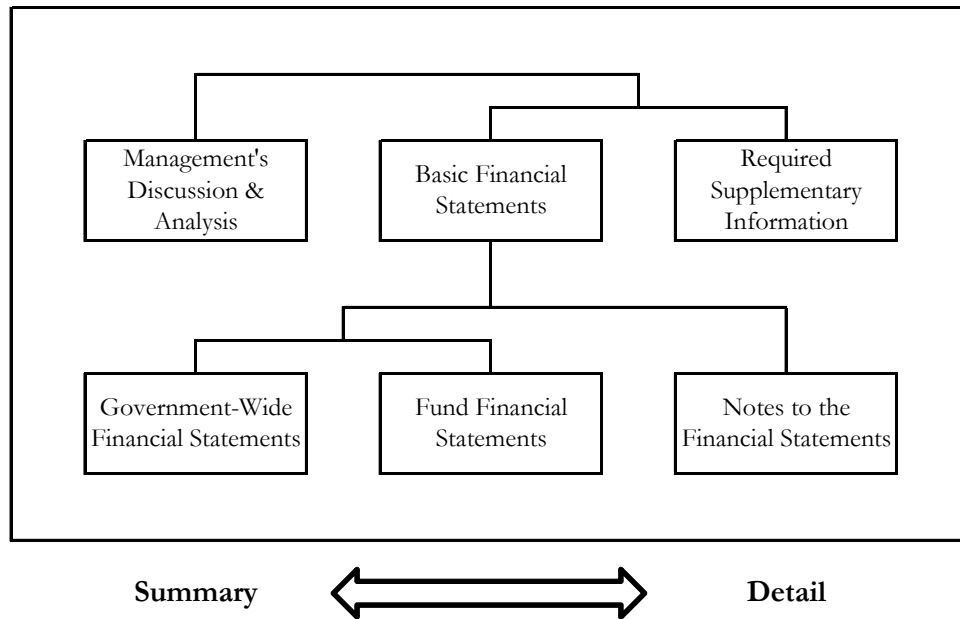 Management's
Discussion &
Analysis
Basic Financial
Statements
Required
Supplementary
Information
Government-Wide
Financial Statements
Fund Financial
Statements
Notes to the
Financial Statements
Summary
Detail